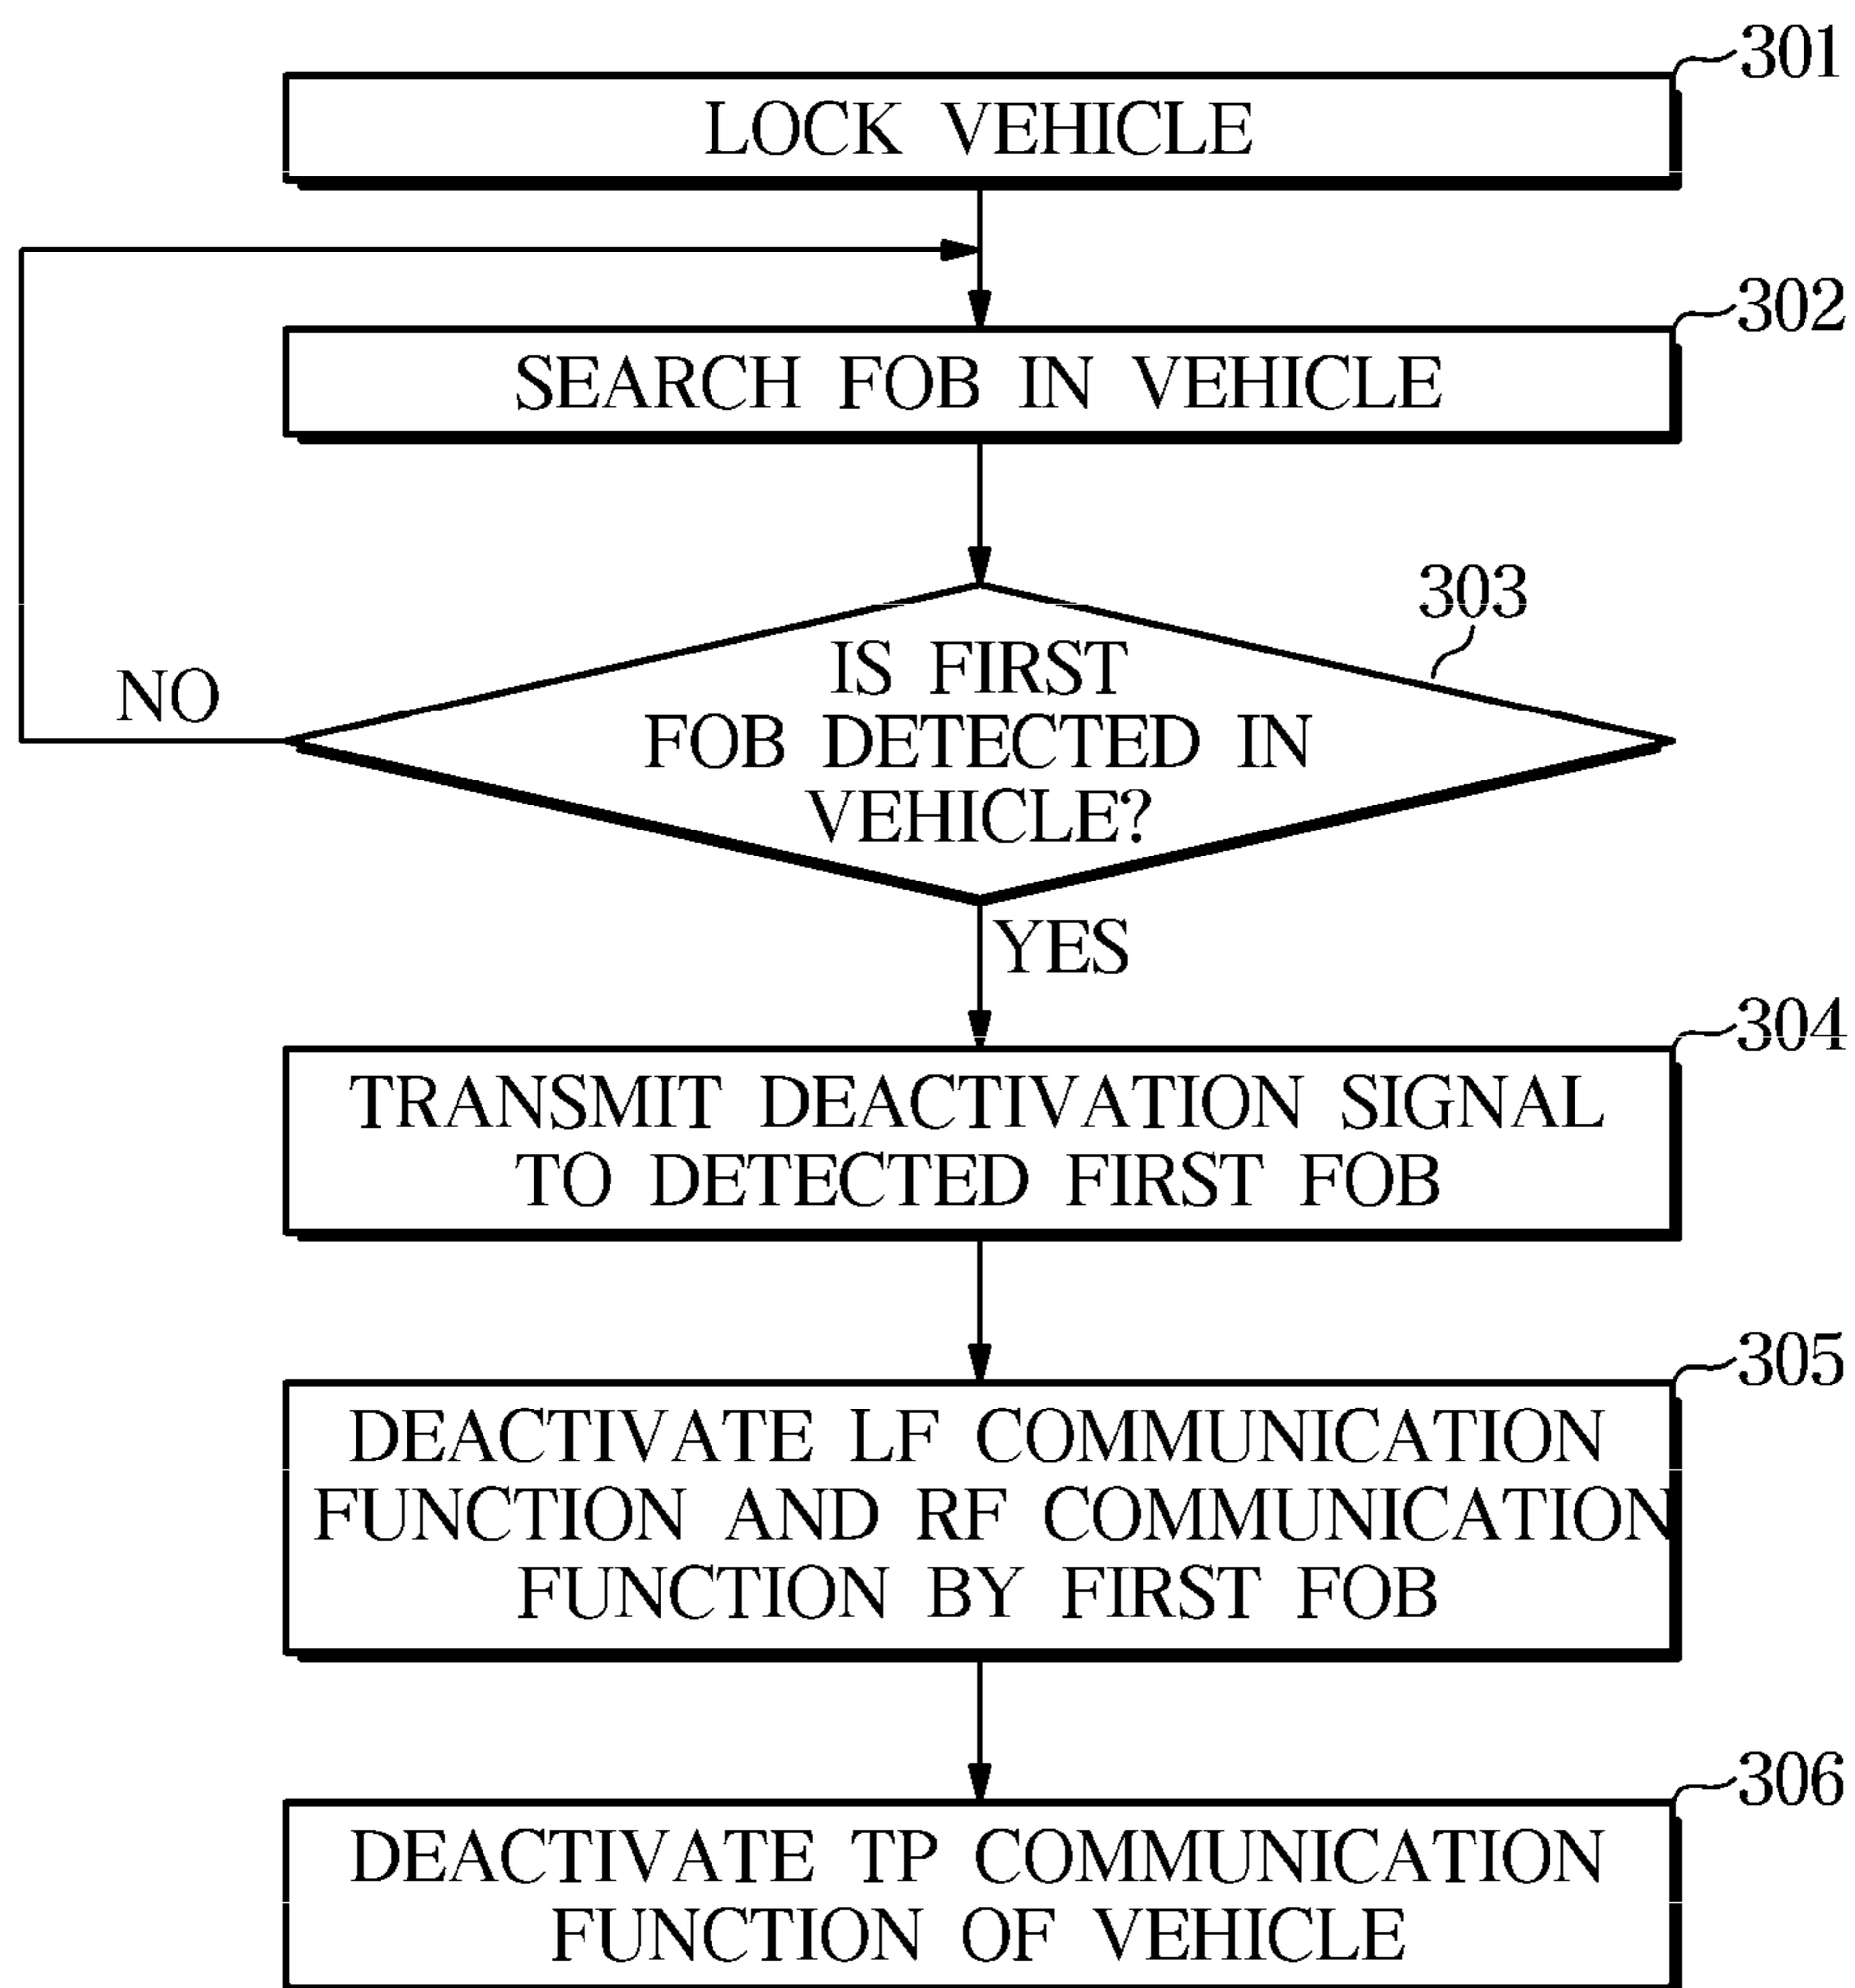 301
LOCK VEHICLE
302
SEARCH FOB IN VEHICLE
303
IS FIRST
FOB DETECTED IN
VEHICLE?
NO
YES
304
TRANSMIT DEACTIVATION SIGNAL
TO DETECTED FIRST FOB
305
DEACTIVATE LF COMMUNICATION
FUNCTION AND RF COMMUNICATION
FUNCTION BY FIRST FOB
306
DEACTIVATE TP COMMUNICATION
FUNCTION OF VEHICLE